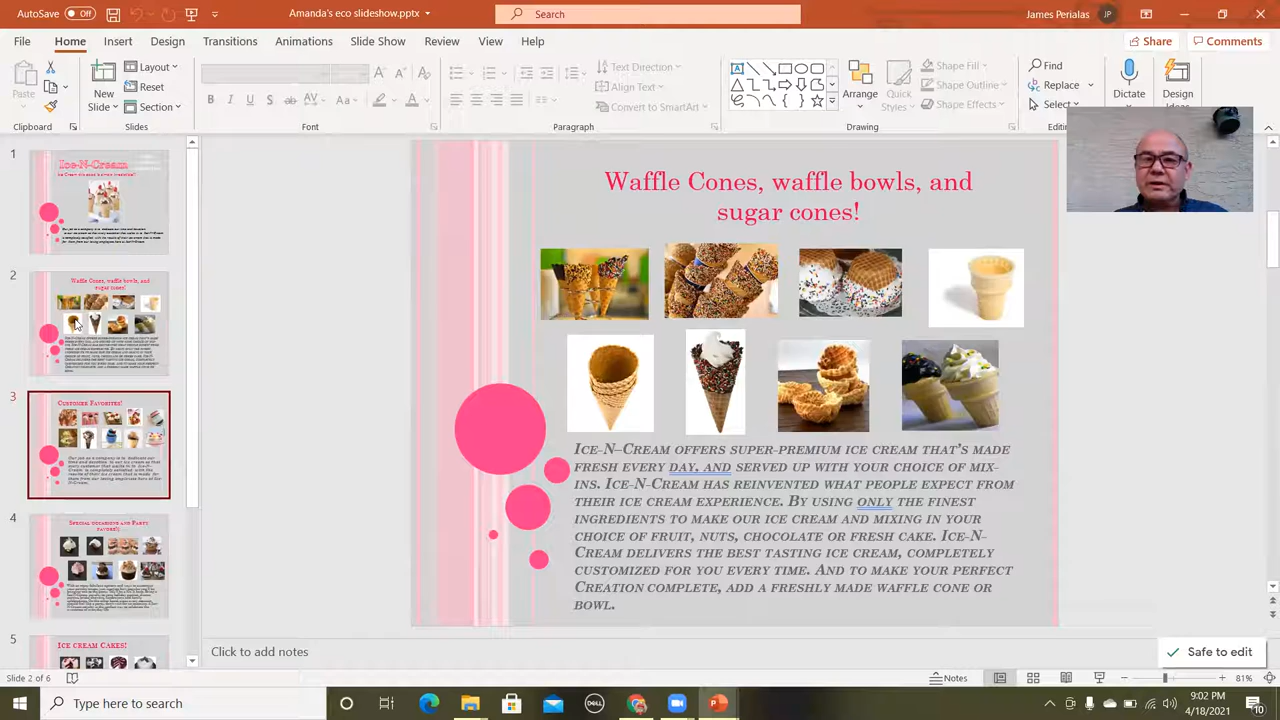 AutoSave Off Amanda's eco show.pptx Search James Peralas JP
File Home Insert Design Transitions Animations Slide Show Review View Help Share Comments
Paste New Slide Layout Reset Section Text Direction Align Text Convert to SmartArt Arrange Quick Styles Shape Fill Shape Outline Shape Effects Find Replace Select Dictate Design Ideas
Clipboard Slides Font Paragraph Drawing
1
Ice-N-Cream
2
Waffle Cones, waffle bowls, and
sugar cones!
3
Customer Favorites!
4
Special occasions and Party
favors!
5
Ice cream Cakes!
Waffle Cones, waffle bowls, and
sugar cones!
Ice-N-Cream offers super-premium ice cream that's made
fresh every day, and served up with your choice of mix-
ins. Ice-N-Cream has reinvented what people expect from
their ice cream experience. By using only the finest
ingredients to make our ice cream and mixing in your
choice of fruit, nuts, chocolate or fresh cake. Ice-N-
Cream delivers the best tasting ice cream, completely
customized for you every time. And to make your perfect
Creation complete, add a freshly made waffle cone or
bowl.
Click to add notes
Safe to edit
Slide 2 of 6 Notes 81%
Type here to search
9:02 PM
4/18/2021